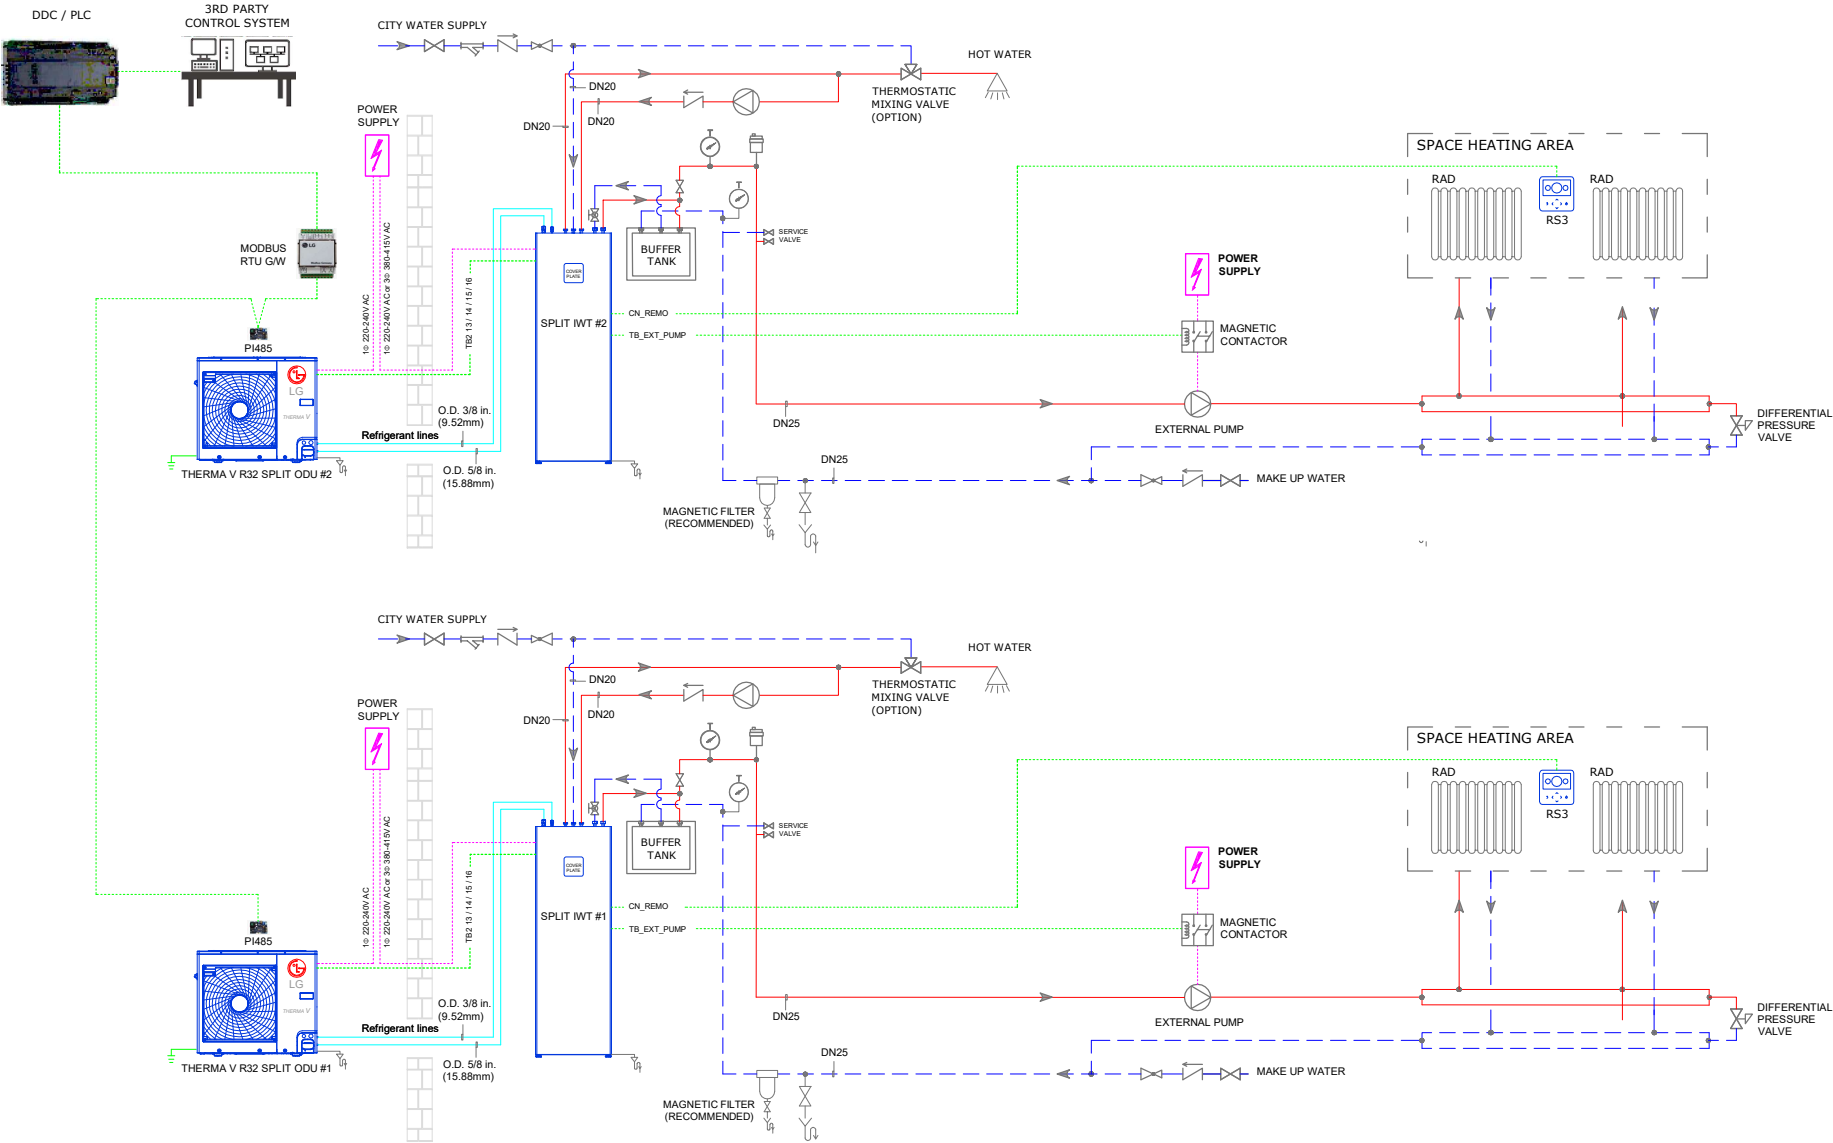 DDC / PLC
3RD PARTY
CONTROL SYSTEM
CITY WATER SUPPLY
HOT WATER
DN20
DN20
DN20
THERMOSTATIC
MIXING VALVE
(OPTION)
POWER
SUPPLY
SPACE HEATING AREA
RAD
RAD
RS3
MODBUS
RTU G/W
LG
1Φ 220-240V AC
1Φ 220-240V AC or 3Φ 380-415V AC
TB2 13 / 14 / 15 / 16
BUFFER
TANK
SERVICE
VALVE
COVER
PLATE
POWER
SUPPLY
SPLIT IWT #2
CN_REMO
TB_EXT_PUMP
MAGNETIC
CONTACTOR
PI485
LG
THERMA V
O.D. 3/8 in.
(9.52mm)
Refrigerant lines
O.D. 5/8 in.
(15.88mm)
THERMA V R32 SPLIT ODU #2
DN25
EXTERNAL PUMP
DIFFERENTIAL
PRESSURE
VALVE
DN25
MAKE UP WATER
MAGNETIC FILTER
(RECOMMENDED)
CITY WATER SUPPLY
HOT WATER
DN20
DN20
DN20
THERMOSTATIC
MIXING VALVE
(OPTION)
POWER
SUPPLY
SPACE HEATING AREA
RAD
RAD
RS3
1Φ 220-240V AC
1Φ 220-240V AC or 3Φ 380-415V AC
TB2 13 / 14 / 15 / 16
BUFFER
TANK
SERVICE
VALVE
COVER
PLATE
POWER
SUPPLY
SPLIT IWT #1
CN_REMO
TB_EXT_PUMP
MAGNETIC
CONTACTOR
PI485
LG
THERMA V
O.D. 3/8 in.
(9.52mm)
Refrigerant lines
O.D. 5/8 in.
(15.88mm)
THERMA V R32 SPLIT ODU #1
DN25
EXTERNAL PUMP
DIFFERENTIAL
PRESSURE
VALVE
DN25
MAKE UP WATER
MAGNETIC FILTER
(RECOMMENDED)